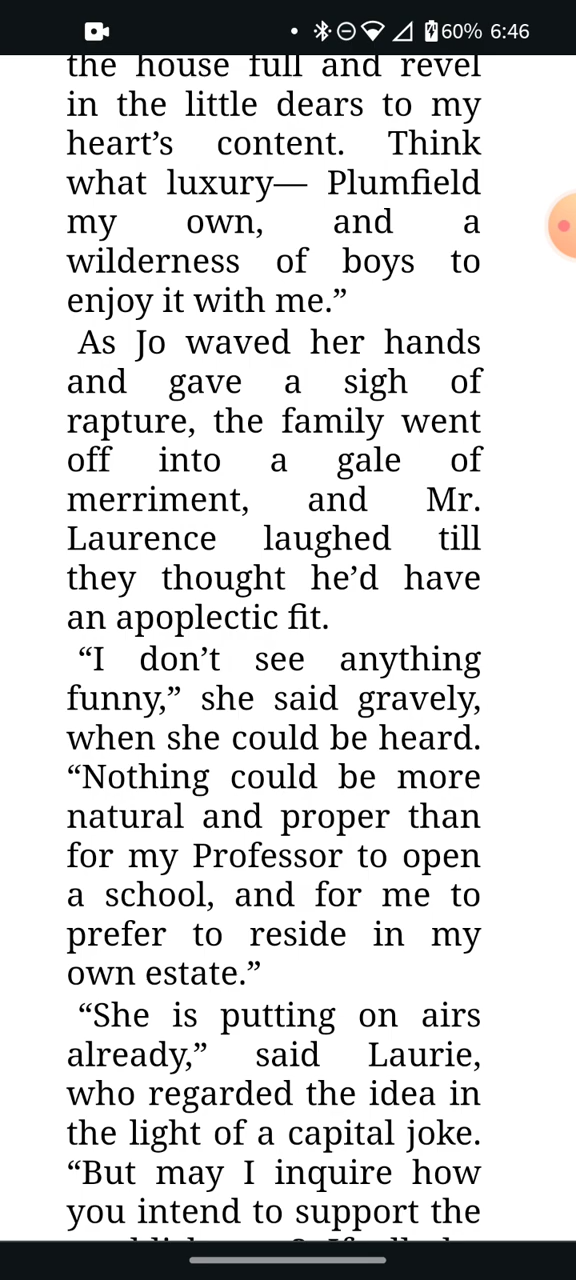 60% 6:46
the house full and revel
in the little dears to my
heart’s content. Think
what luxury— Plumfield
my own, and a
wilderness of boys to
enjoy it with me.”
As Jo waved her hands
and gave a sigh of
rapture, the family went
off into a gale of
merriment, and Mr.
Laurence laughed till
they thought he’d have
an apoplectic fit.
“I don’t see anything
funny,” she said gravely,
when she could be heard.
“Nothing could be more
natural and proper than
for my Professor to open
a school, and for me to
prefer to reside in my
own estate.”
“She is putting on airs
already,” said Laurie,
who regarded the idea in
the light of a capital joke.
“But may I inquire how
you intend to support the